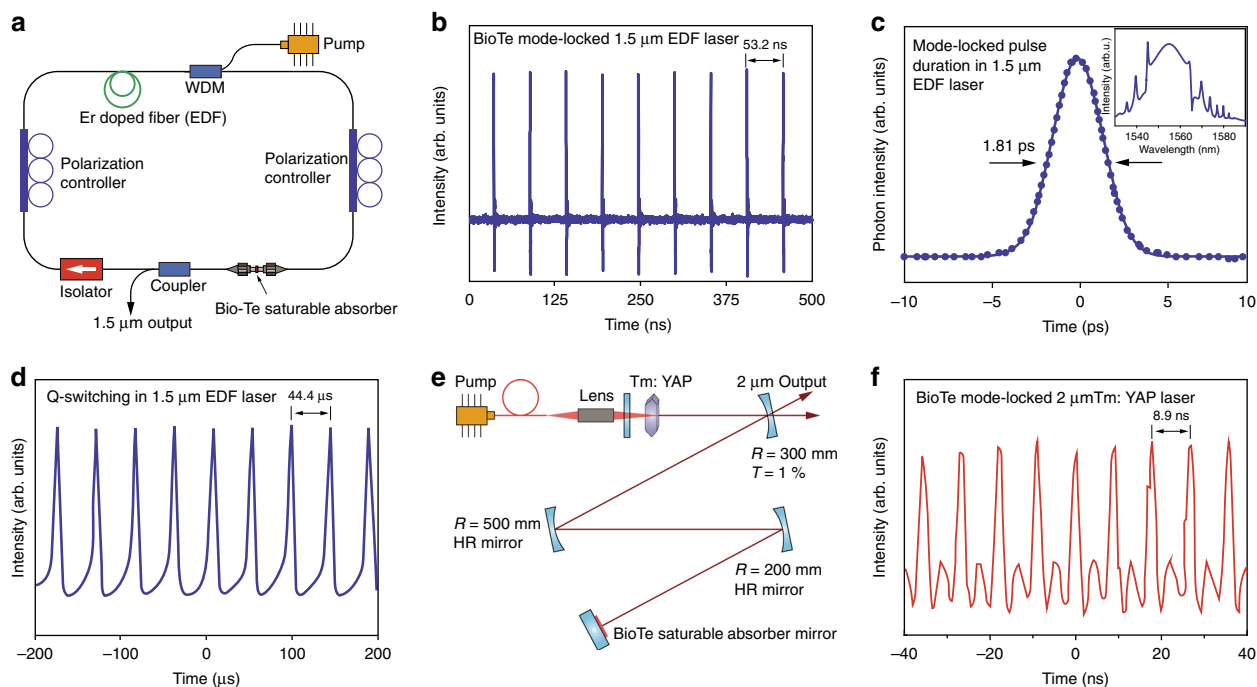 a
Pump
WDM
Er doped fiber (EDF)
Polarization
controller
Polarization
controller
Isolator
Coupler
Bio-Te saturable absorber
1.5 μm output
b
BioTe mode-locked 1.5 μm EDF laser
53.2 ns
Intensity (arb. units)
0
125
250
375
500
Time (ns)
c
Mode-locked pulse
duration in 1.5 μm
EDF laser
1.81 ps
Photon intensity (arb. units)
−10
−5
0
5
10
Time (ps)
Intensity (arb.u.)
1540
1560
1580
Wavelength (nm)
d
Q-switching in 1.5 μm EDF laser
44.4 μs
Intensity (arb. units)
−200
−100
0
100
200
Time (μs)
e
Pump
Lens
Tm: YAP
2 μm Output
R = 300 mm
T = 1 %
R = 500 mm
HR mirror
R = 200 mm
HR mirror
BioTe saturable absorber mirror
f
BioTe mode-locked 2 μmTm: YAP laser
8.9 ns
Intensity (arb. units)
−40
−20
0
20
40
Time (ns)